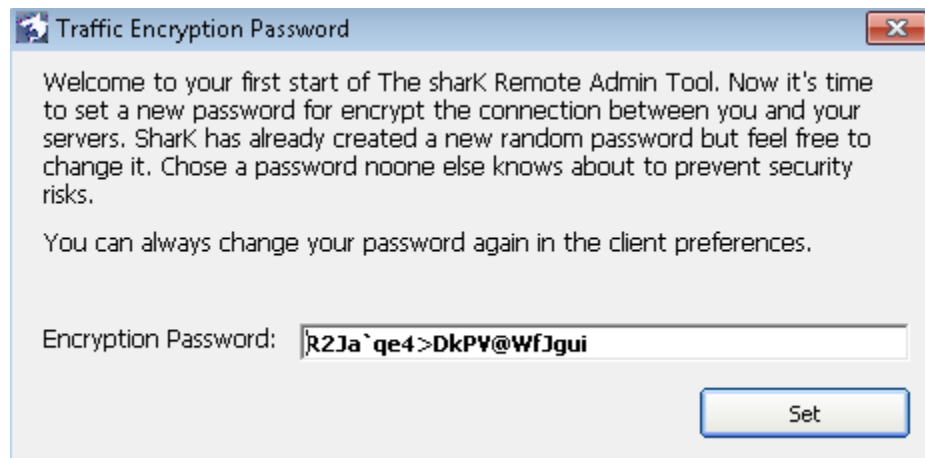 Traffic Encryption Password
Welcome to your first start of The sharK Remote Admin Tool. Now it's time
to set a new password for encrypt the connection between you and your
servers. SharK has already created a new random password but feel free to
change it. Chose a password noone else knows about to prevent security
risks.
You can always change your password again in the client preferences.
Encryption Password: R2Ja`qe4>DkPV@WfJgui
Set